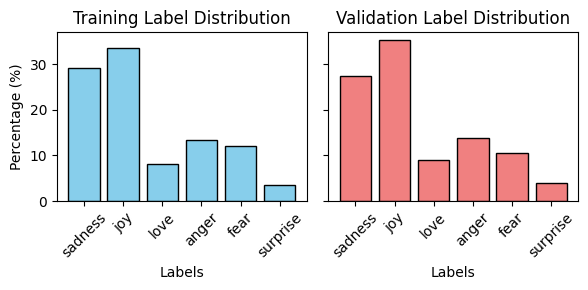 Training Label Distribution
Validation Label Distribution
Percentage (%)
30
20
10
0
sadness
joy
love
anger
fear
surprise
sadness
joy
love
anger
fear
surprise
Labels
Labels